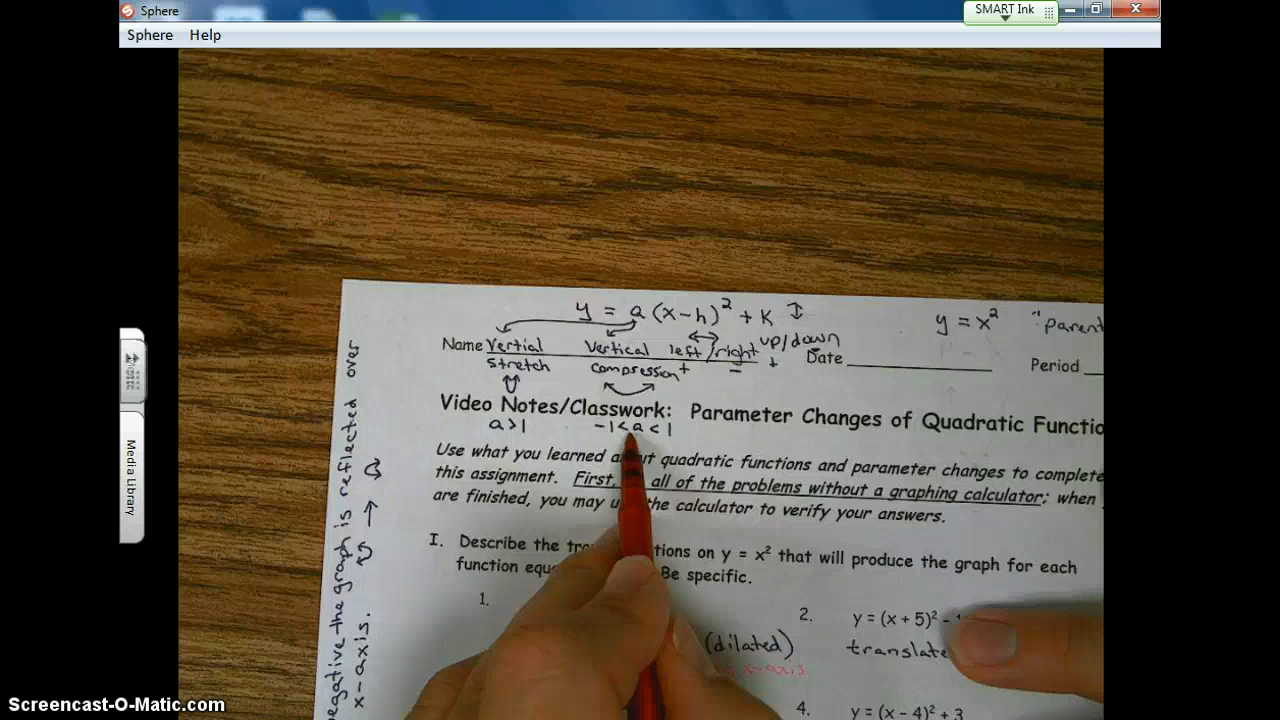 Sphere
SMART Ink
Sphere Help
y = a (x-h)² + k ↕
y = x²
"Parent
Name
Vertial
Stretch
Vertical
compression
left/right
+ -
up/down
+ -
Date
Period
Video Notes/Classwork: Parameter Changes of Quadratic Functio
a>1
-1<a<1
Use what you learned quadratic functions and parameter changes to complete
this assignment. First, all of the problems without a graphing calculator; when
are finished, you may the calculator to verify your answers.
I. Describe the on y = x² that will produce the graph for each
function Be specific.
1.
(dilated)
x-axis
2. y = (x + 5)² -
translate
4. y = (x - 4)² + 3
negative the graph is reflected over
x-axis.
Media Library
Screencast-O-Matic.com